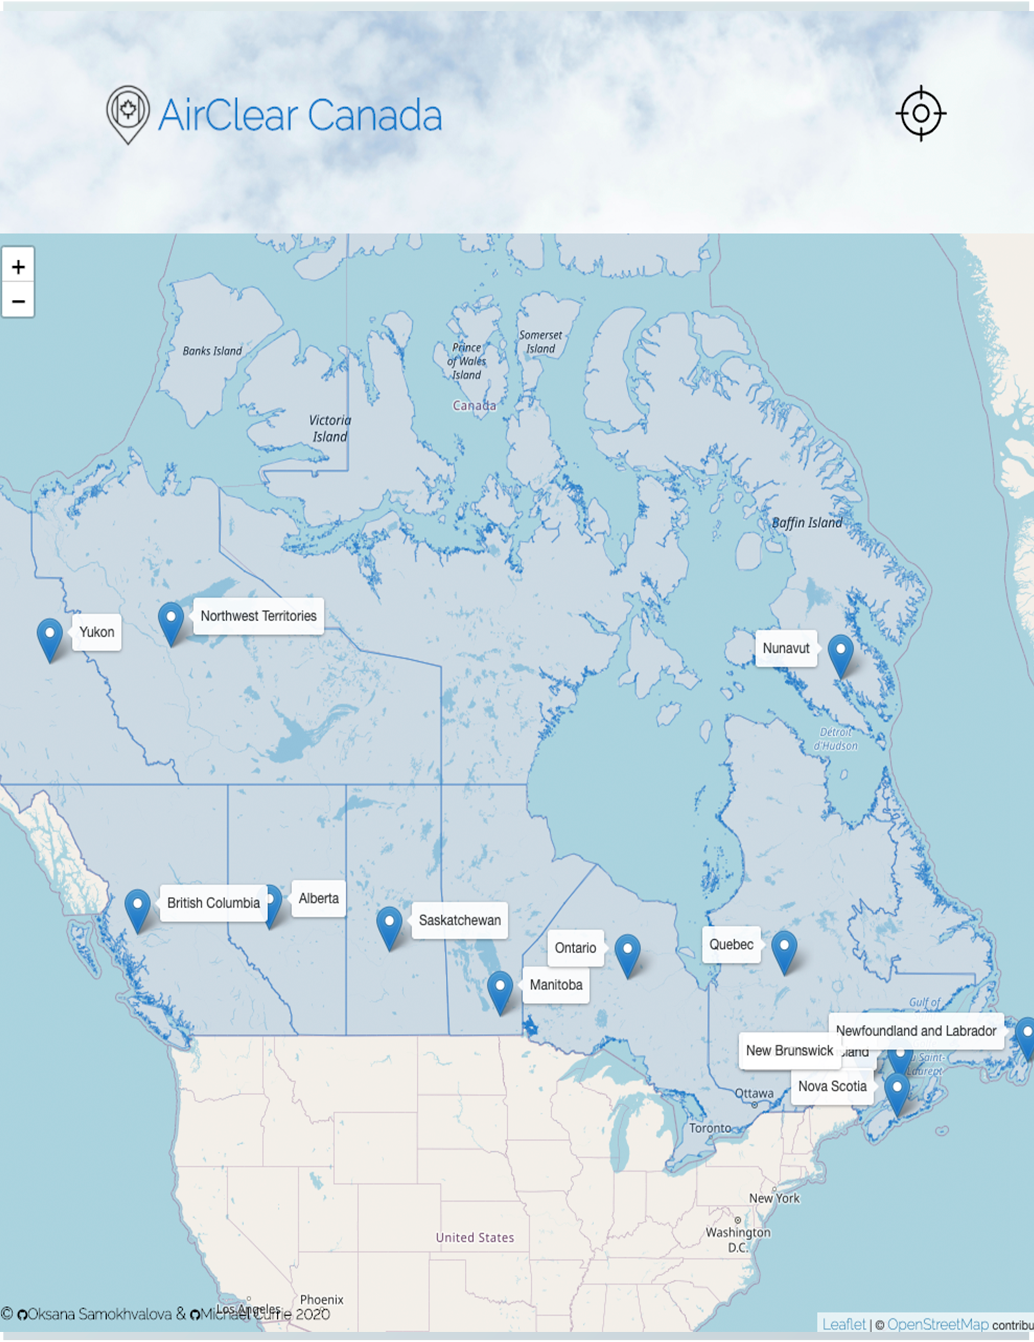 AirClear Canada
+
−
Banks Island
Prince
of Wales
Island
Somerset
Island
Canada
Victoria
Island
Baffin Island
Northwest Territories
Yukon
Nunavut
Détroit
d'Hudson
British Columbia
Alberta
Saskatchewan
Ontario
Quebec
Manitoba
Gulf of
Newfoundland and Labrador
New Brunswick
land
u Saint-
Laurent
Nova Scotia
Ottawa
Toronto
New York
Washington
D.C.
United States
Phoenix
Los Angeles
© Oksana Samokhvalova & Michael Currie 2020
Leaflet | © OpenStreetMap contribu